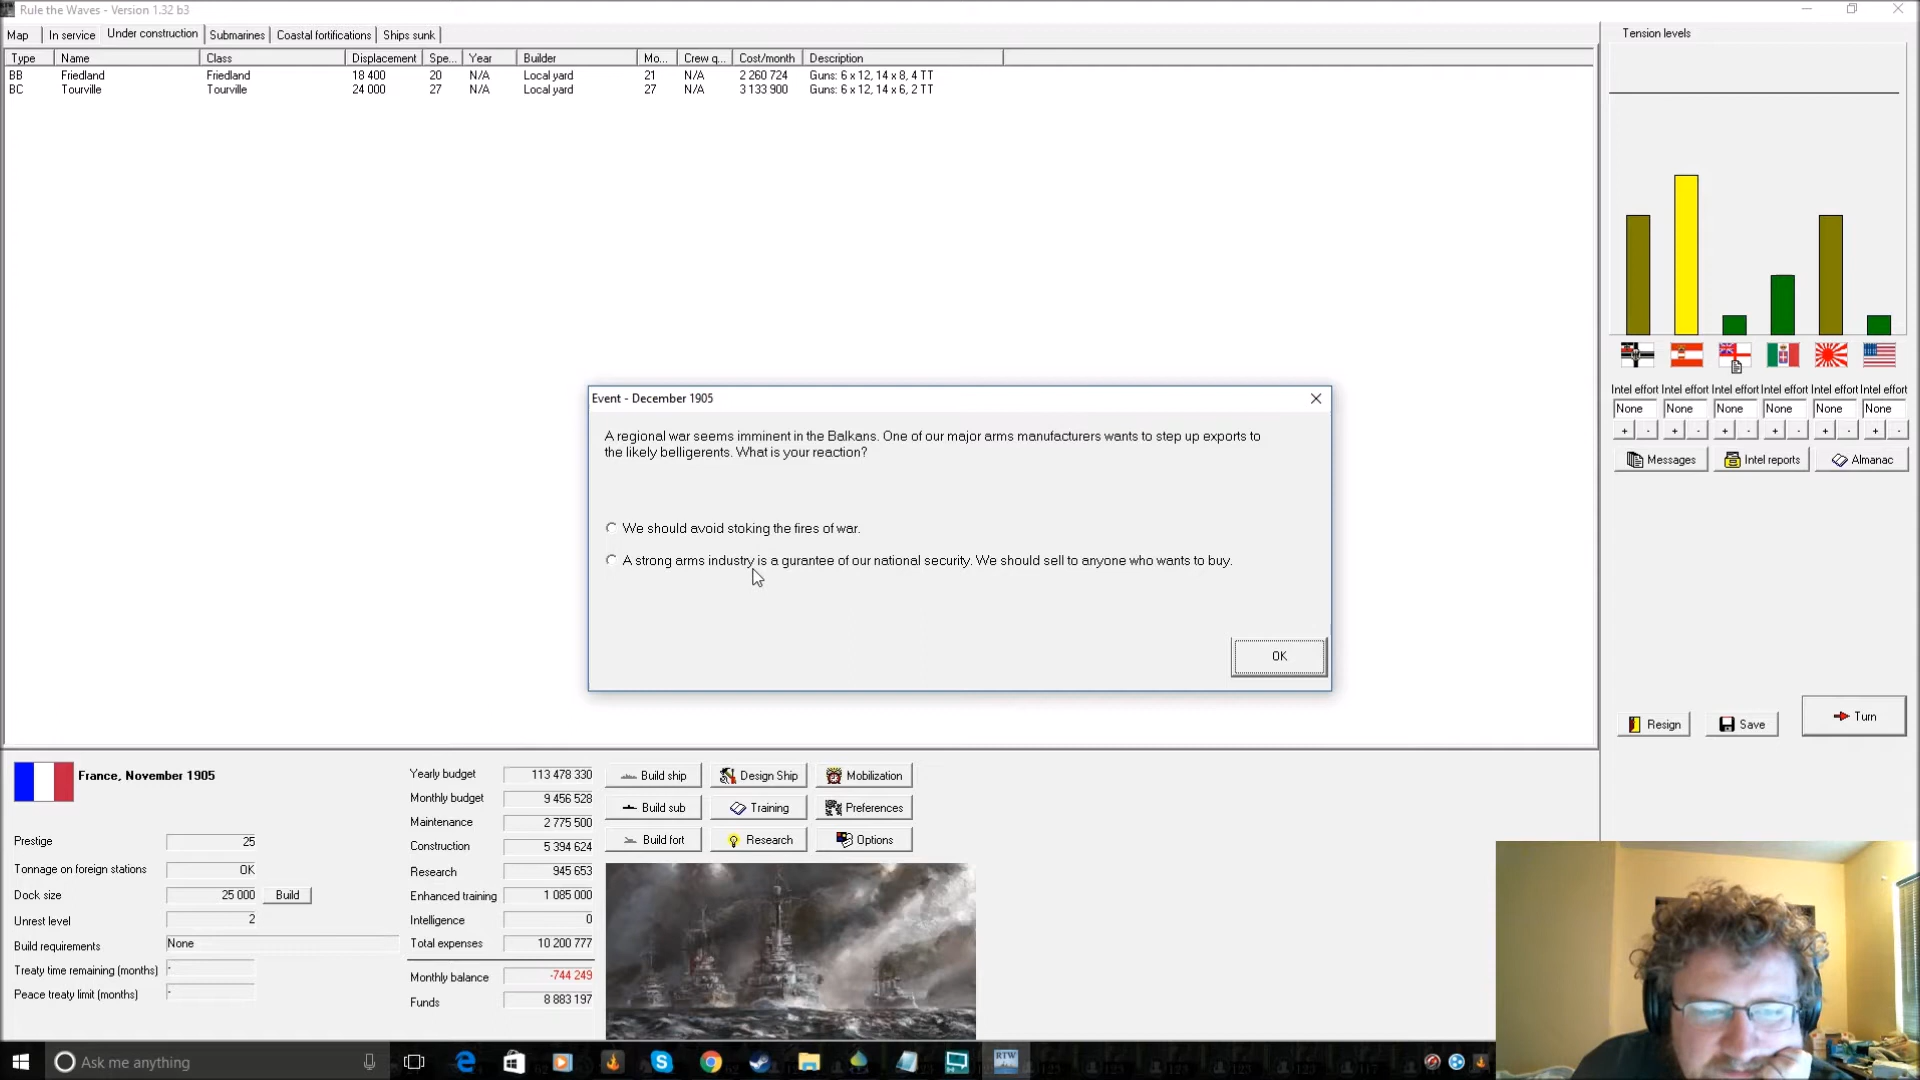 Rule the Waves - Version 1.32 b3
Map In service Under construction Submarines Coastal fortifications Ships sunk
Type Name Class Displacement Spe... Year Builder Mo... Crew q... Cost/month Description
BB Friedland Friedland 18 400 20 N/A Local yard 21 N/A 2 260 724 Guns: 6 x 12, 14 x 8, 4 TT
BC Tourville Tourville 24 000 27 N/A Local yard 27 N/A 3 133 900 Guns: 6 x 12, 14 x 6, 2 TT
Tension levels
Intel effort Intel effort Intel effort Intel effort Intel effort Intel effort
None None None None None None
+ - + - + - + - + - + -
Messages Intel reports Almanac
Event - December 1905
A regional war seems imminent in the Balkans. One of our major arms manufacturers wants to step up exports to
the likely belligerents. What is your reaction?
We should avoid stoking the fires of war.
A strong arms industry is a gurantee of our national security. We should sell to anyone who wants to buy.
OK
Resign Save Turn
France, November 1905
Prestige 25
Tonnage on foreign stations OK
Dock size 25 000 Build
Unrest level 2
Build requirements None
Treaty time remaining (months) -
Peace treaty limit (months) -
Yearly budget 113 478 330
Monthly budget 9 456 528
Maintenance 2 775 500
Construction 5 394 624
Research 945 653
Enhanced training 1 085 000
Intelligence 0
Total expenses 10 200 777
Monthly balance -744 249
Funds 8 883 197
Build ship Design Ship Mobilization
Build sub Training Preferences
Build fort Research Options
Ask me anything
RTW